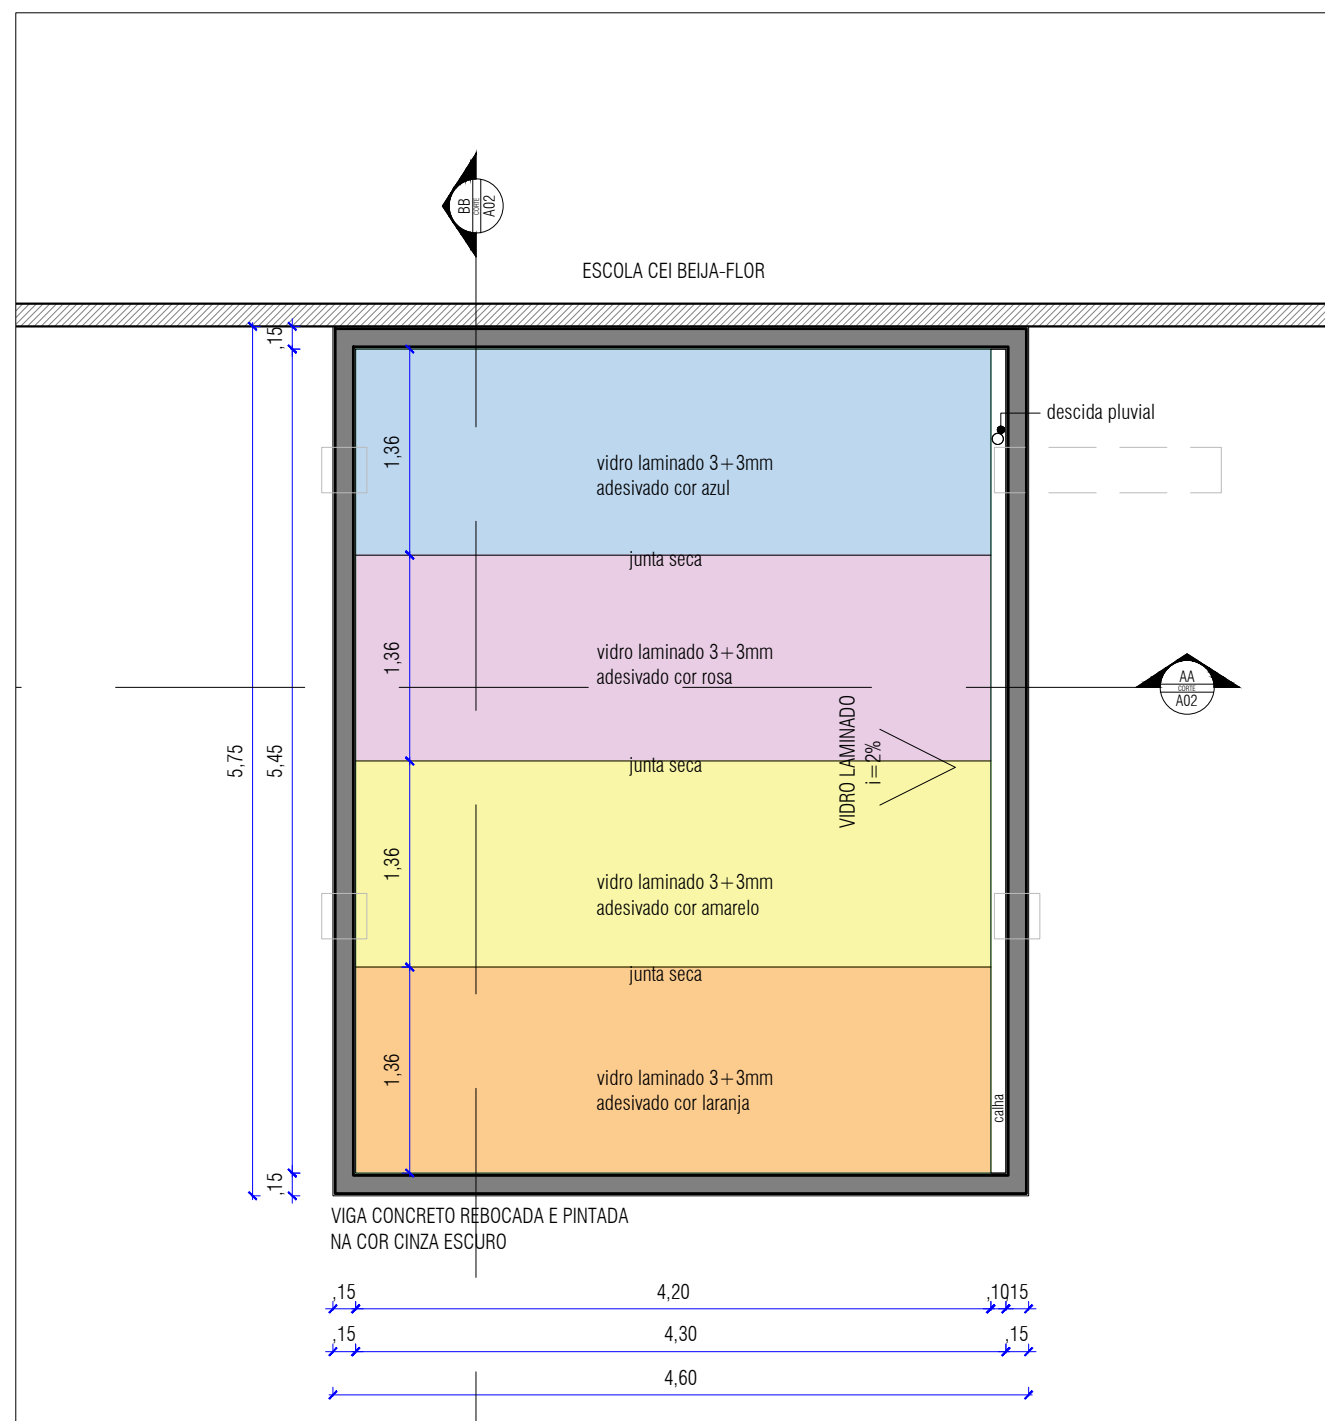 BB
CORTE
A02
ESCOLA CEI BEIJA-FLOR
,15
descida pluvial
1,36
vidro laminado 3+3mm
adesivado cor azul
junta seca
1,36
vidro laminado 3+3mm
adesivado cor rosa
AA
CORTE
A02
VIDRO LAMINADO
i=2%
5,75
5,45
junta seca
1,36
vidro laminado 3+3mm
adesivado cor amarelo
junta seca
1,36
vidro laminado 3+3mm
adesivado cor laranja
calha
,15
VIGA CONCRETO REBOCADA E PINTADA
NA COR CINZA ESCURO
,15 4,20 ,10 15
,15 4,30 ,15
4,60